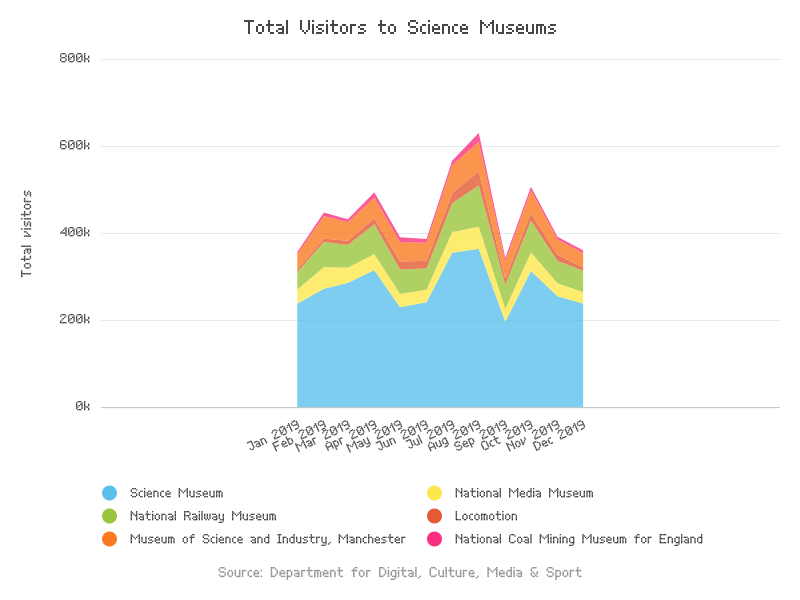 Total Visitors to Science Museums
800k
600k
400k
200k
0k
Total visitors
Jan 2019
Feb 2019
Mar 2019
Apr 2019
May 2019
Jun 2019
Jul 2019
Aug 2019
Sep 2019
Oct 2019
Nov 2019
Dec 2019
Science Museum
National Media Museum
National Railway Museum
Locomotion
Museum of Science and Industry, Manchester
National Coal Mining Museum for England
Source: Department for Digital, Culture, Media & Sport